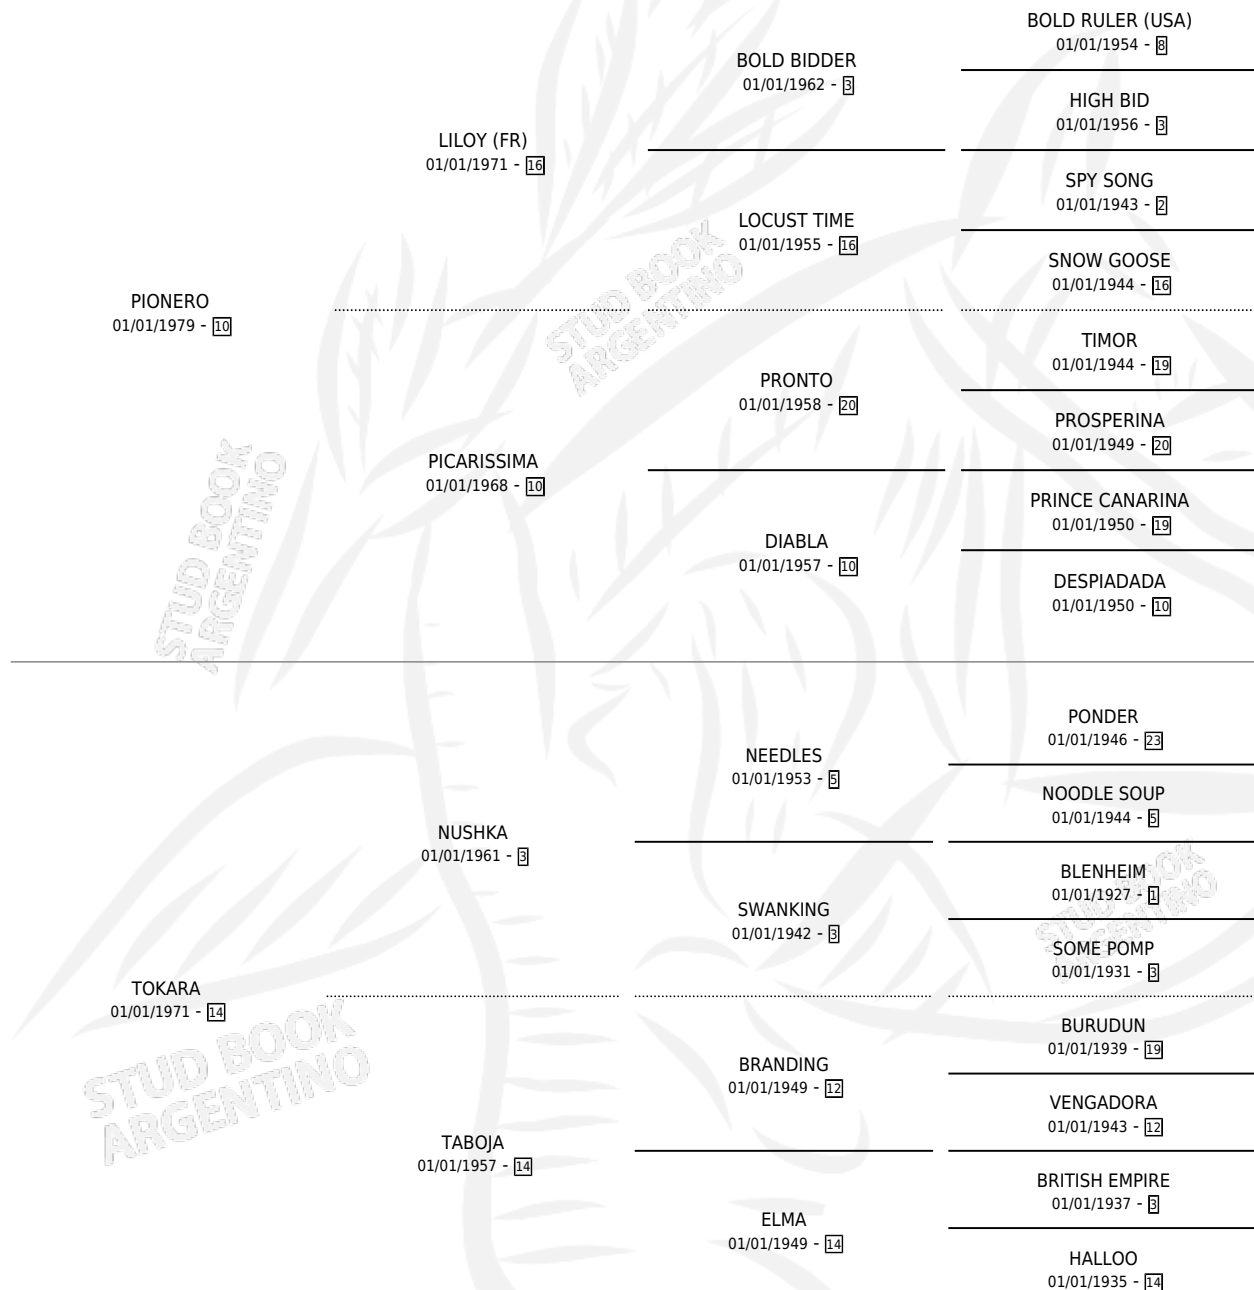 BOLD RULER (USA)
01/01/1954 - 8
BOLD BIDDER
01/01/1962 - 3
HIGH BID
01/01/1956 - 3
LILOY (FR)
01/01/1971 - 16
SPY SONG
01/01/1943 - 2
LOCUST TIME
01/01/1955 - 16
SNOW GOOSE
01/01/1944 - 16
PIONERO
01/01/1979 - 10
TIMOR
01/01/1944 - 19
PRONTO
01/01/1958 - 20
PROSPERINA
01/01/1949 - 20
PICARISSIMA
01/01/1968 - 10
PRINCE CANARINA
01/01/1950 - 19
DIABLA
01/01/1957 - 10
DESPIADADA
01/01/1950 - 10
STUD BOOK
ARGENTINO
STUD BOOK
ARGENTINO
PONDER
01/01/1946 - 23
NEEDLES
01/01/1953 - 5
NOODLE SOUP
01/01/1944 - 5
NUSHKA
01/01/1961 - 3
BLENHEIM
01/01/1927 - 1
SWANKING
01/01/1942 - 3
SOME POMP
01/01/1931 - 3
TOKARA
01/01/1971 - 14
BURUDUN
01/01/1939 - 19
BRANDING
01/01/1949 - 12
VENGADORA
01/01/1943 - 12
TABOJA
01/01/1957 - 14
BRITISH EMPIRE
01/01/1937 - 3
ELMA
01/01/1949 - 14
HALLOO
01/01/1935 - 14
STUD BOOK
ARGENTINO
STUD BOOK
ARGENTINO